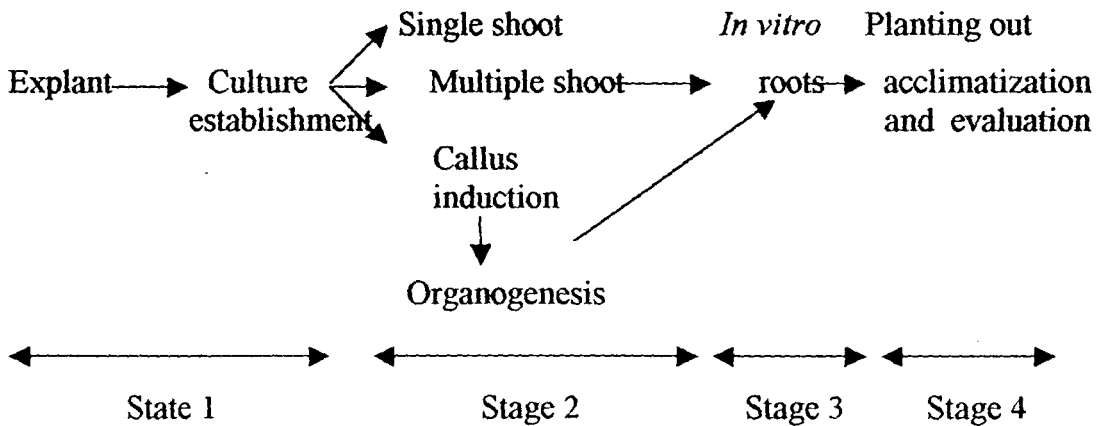 Single shoot
In vitro
Planting out
Explant
Culture
Multiple shoot
roots
acclimatization
establishment
and evaluation
Callus
induction
Organogenesis
State 1
Stage 2
Stage 3
Stage 4